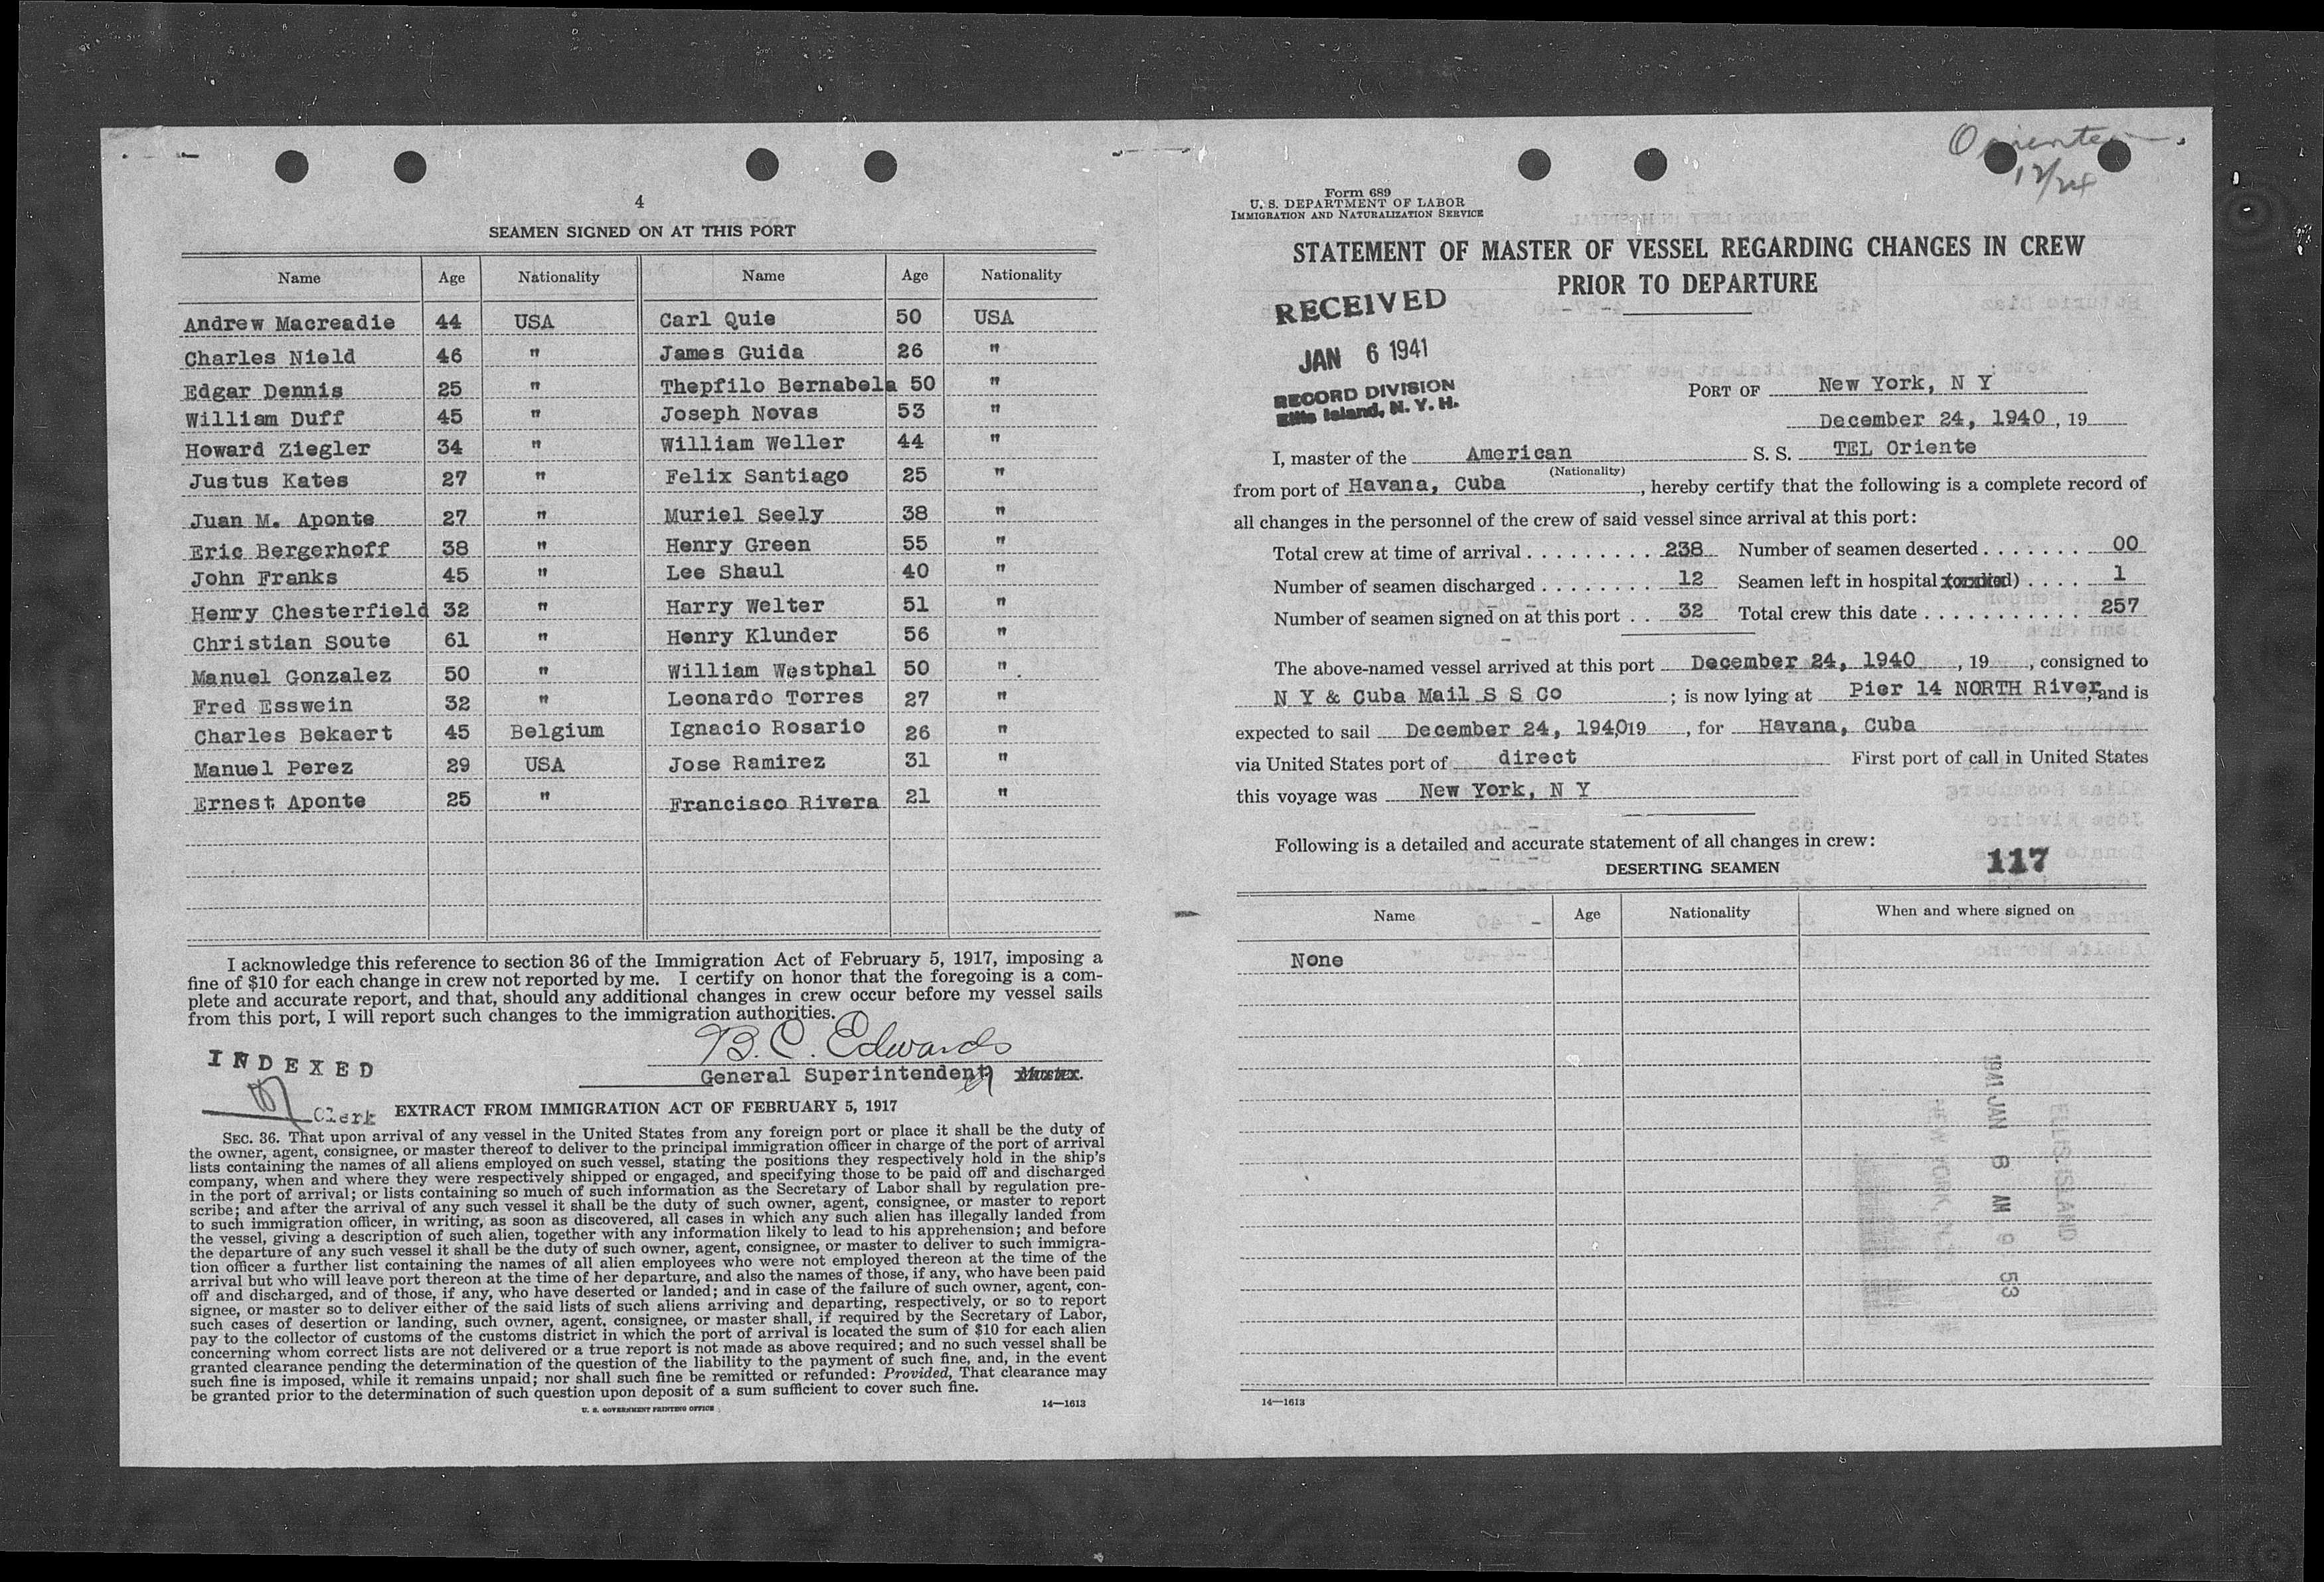 4
SEAMEN SIGNED ON AT THIS PORT
Name Age Nationality Name Age Nationality
Andrew Macreadie 44 USA Carl Quie 50 USA
Charles Nield 46 " James Guida 26 "
Edgar Dennis 25 " Thepfilo Bernabela 50 "
William Duff 45 " Joseph Novas 53 "
Howard Ziegler 34 " William Weller 44 "
Justus Kates 27 " Felix Santiago 25 "
Juan M. Aponte 27 " Muriel Seely 38 "
Eric Bergerhoff 38 " Henry Green 55 "
John Franks 45 " Lee Shaul 40 "
Henry Chesterfield 32 " Harry Welter 51 "
Christian Soute 61 " Henry Klunder 56 "
Manuel Gonzalez 50 " William Westphal 50 "
Fred Esswein 32 " Leonardo Torres 27 "
Charles Bekaert 45 Belgium Ignacio Rosario 26 "
Manuel Perez 29 USA Jose Ramirez 31 "
Ernest Aponte 25 " Francisco Rivera 21 "
I acknowledge this reference to section 36 of the Immigration Act of February 5, 1917, imposing a
fine of $10 for each change in crew not reported by me. I certify on honor that the foregoing is a com-
plete and accurate report, and that, should any additional changes in crew occur before my vessel sails
from this port, I will report such changes to the immigration authorities.
B. C. Edwards
INDEXED
General Superintendent Master.
Clerk
EXTRACT FROM IMMIGRATION ACT OF FEBRUARY 5, 1917
SEC. 36. That upon arrival of any vessel in the United States from any foreign port or place it shall be the duty of
the owner, agent, consignee, or master thereof to deliver to the principal immigration officer in charge of the port of arrival
lists containing the names of all aliens employed on such vessel, stating the positions they respectively hold in the ship's
company, when and where they were respectively shipped or engaged, and specifying those to be paid off and discharged
in the port of arrival; or lists containing so much of such information as the Secretary of Labor shall by regulation pre-
scribe; and after the arrival of any such vessel it shall be the duty of such owner, agent, consignee, or master to report
to such immigration officer, in writing, as soon as discovered, all cases in which any such alien has illegally landed from
the vessel, giving a description of such alien, together with any information likely to lead to his apprehension; and before
the departure of any such vessel it shall be the duty of such owner, agent, consignee, or master to deliver to such immigra-
tion officer a further list containing the names of all alien employees who were not employed thereon at the time of the
arrival but who will leave port thereon at the time of her departure, and also the names of those, if any, who have been paid
off and discharged, and of those, if any, who have deserted or landed; and in case of the failure of such owner, agent, con-
signee, or master so to deliver either of the said lists of such aliens arriving and departing, respectively, or so to report
such cases of desertion or landing, such owner, agent, consignee, or master shall, if required by the Secretary of Labor,
pay to the collector of customs of the customs district in which the port of arrival is located the sum of $10 for each alien
concerning whom correct lists are not delivered or a true report is not made as above required; and no such vessel shall be
granted clearance pending the determination of the question of the liability to the payment of such fine, and, in the event
such fine is imposed, while it remains unpaid; nor shall such fine be remitted or refunded: Provided, That clearance may
be granted prior to the determination of such question upon deposit of a sum sufficient to cover such fine.
U. S. GOVERNMENT PRINTING OFFICE
14—1613
Oriente
12/24
Form 689
U. S. DEPARTMENT OF LABOR
IMMIGRATION AND NATURALIZATION SERVICE
STATEMENT OF MASTER OF VESSEL REGARDING CHANGES IN CREW
PRIOR TO DEPARTURE
RECEIVED
JAN 6 1941
RECORD DIVISION
Ellis Island, N. Y. H.
PORT OF New York, N Y
December 24, 1940, 19
I, master of the American S. S. TEL Oriente
(Nationality)
from port of Havana, Cuba, hereby certify that the following is a complete record of
all changes in the personnel of the crew of said vessel since arrival at this port:
Total crew at time of arrival . . . . . . . . . 238 Number of seamen deserted . . . . . . . 00
Number of seamen discharged . . . . . . . . 12 Seamen left in hospital (or died) . . . . 1
Number of seamen signed on at this port . . 32 Total crew this date . . . . . . . . . . . 257
The above-named vessel arrived at this port December 24, 1940, 19, consigned to
N Y & Cuba Mail S S Co; is now lying at Pier 14 NORTH River, and is
expected to sail December 24, 1940 19, for Havana, Cuba
via United States port of direct First port of call in United States
this voyage was New York, N Y
Following is a detailed and accurate statement of all changes in crew:
117
DESERTING SEAMEN
Name Age Nationality When and where signed on
None
1941 JAN 6 AM 9 53
ELLIS ISLAND
NEW YORK, N.Y.
14—1613